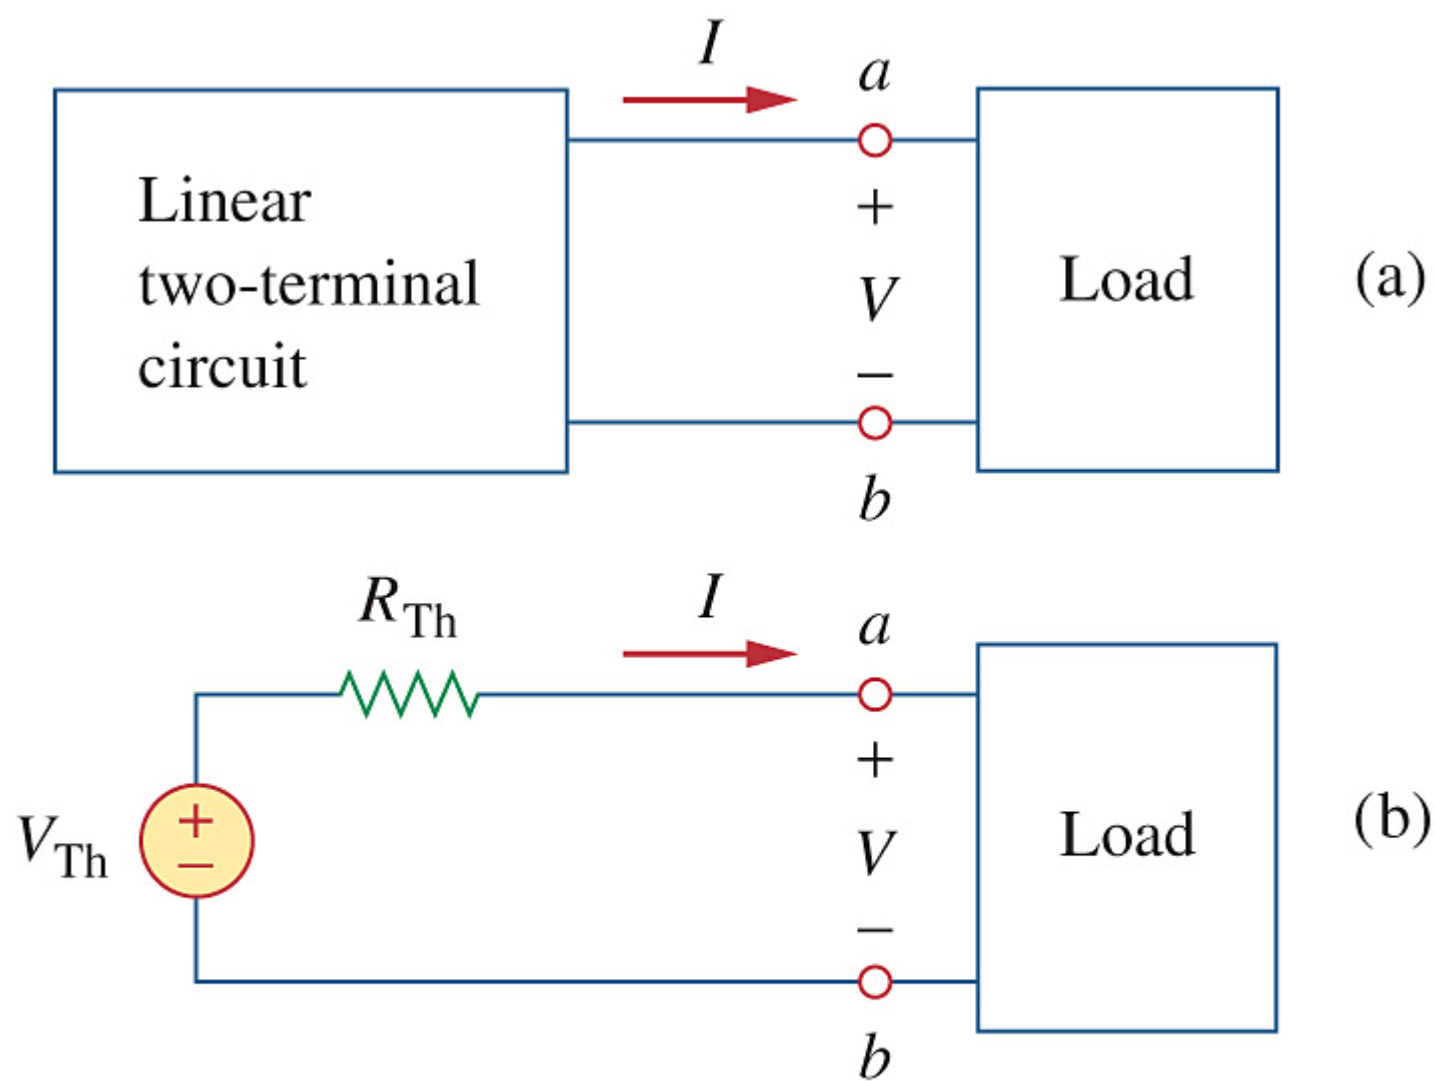 I
a
Linear
two-terminal
circuit
+
V
−
b
Load
(a)
R_Th
I
a
V_Th
+
−
+
V
−
b
Load
(b)